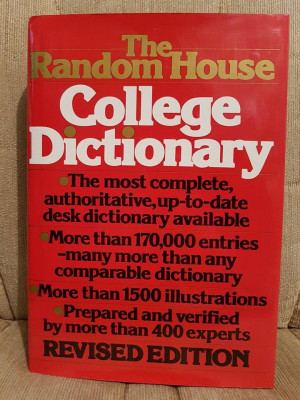 The
Random House
College
Dictionary
•The most complete,
authoritative, up-to-date
desk dictionary available
•More than 170,000 entries
–many more than any
comparable dictionary
•More than 1500 illustrations
•Prepared and verified
by more than 400 experts
REVISED EDITION